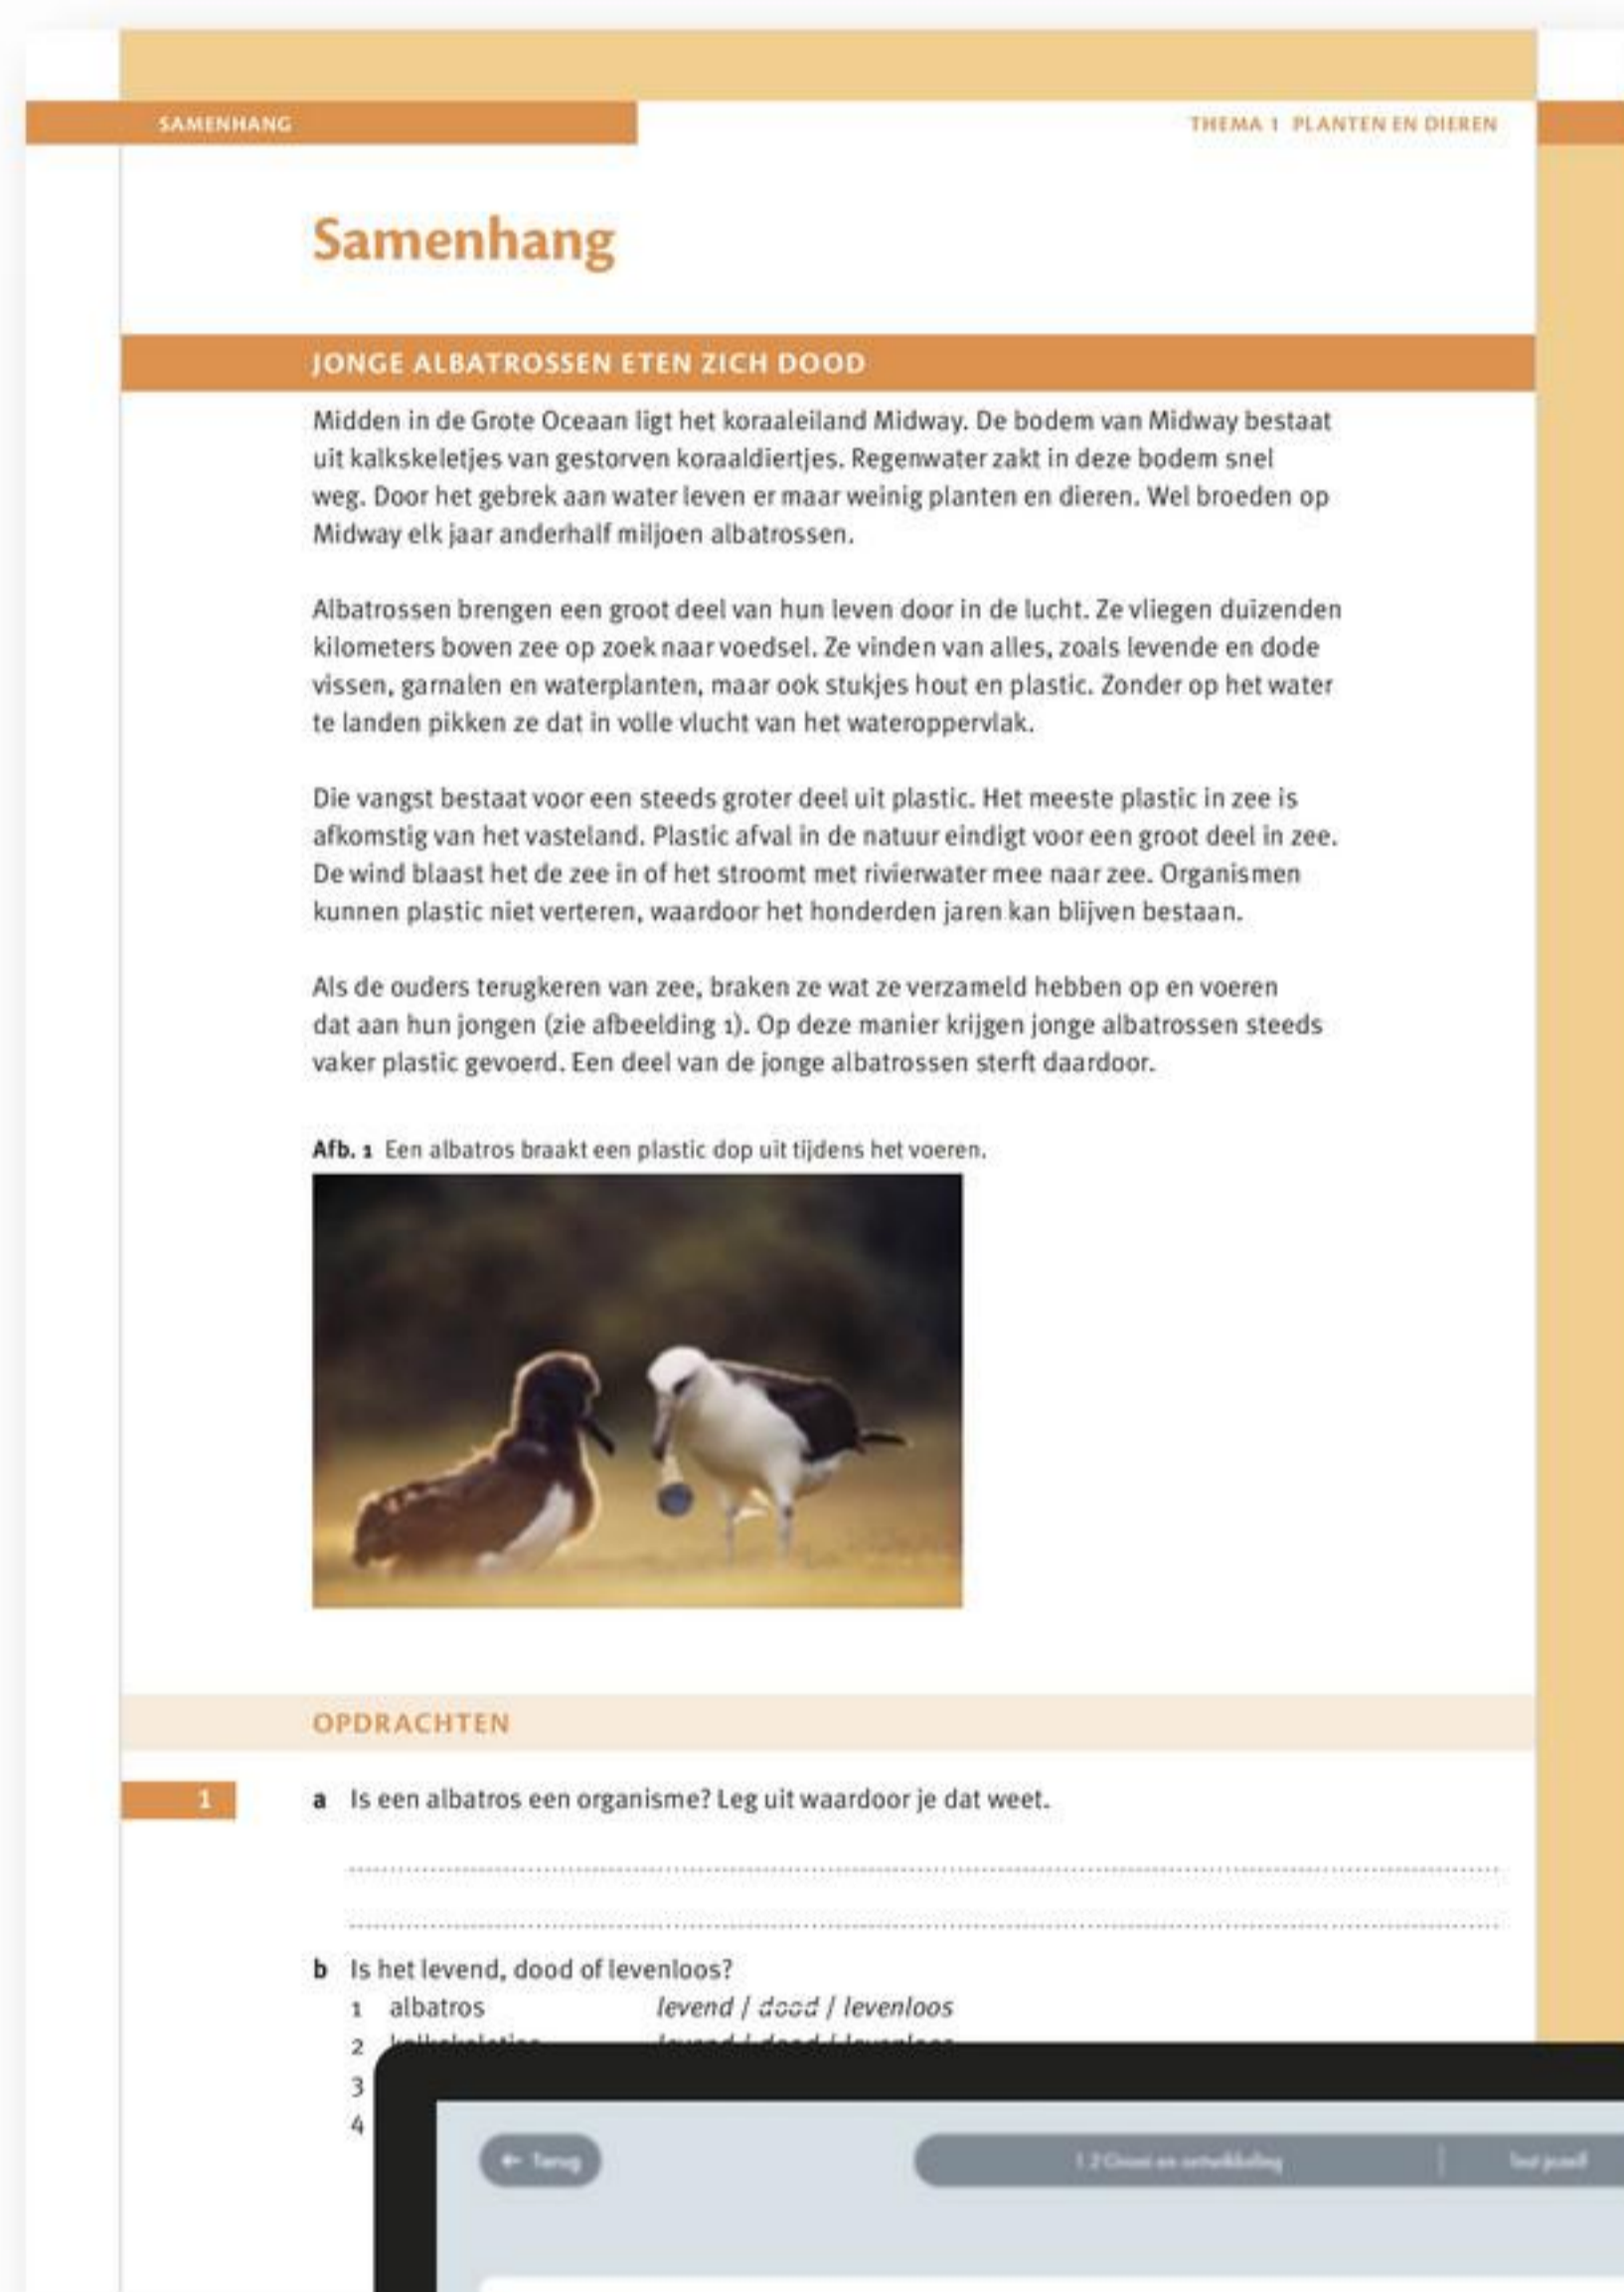 SAMENHANG
THEMA 1 PLANTEN EN DIEREN
Samenhang
JONGE ALBATROSSEN ETEN ZICH DOOD
Midden in de Grote Oceaan ligt het koraaleiland Midway. De bodem van Midway bestaat
uit kalkskeletjes van gestorven koraaldiertjes. Regenwater zakt in deze bodem snel
weg. Door het gebrek aan water leven er maar weinig planten en dieren. Wel broeden op
Midway elk jaar anderhalf miljoen albatrossen.
Albatrossen brengen een groot deel van hun leven door in de lucht. Ze vliegen duizenden
kilometers boven zee op zoek naar voedsel. Ze vinden van alles, zoals levende en dode
vissen, garnalen en waterplanten, maar ook stukjes hout en plastic. Zonder op het water
te landen pikken ze dat in volle vlucht van het wateroppervlak.
Die vangst bestaat voor een steeds groter deel uit plastic. Het meeste plastic in zee is
afkomstig van het vasteland. Plastic afval in de natuur eindigt voor een groot deel in zee.
De wind blaast het de zee in of het stroomt met rivierwater mee naar zee. Organismen
kunnen plastic niet verteren, waardoor het honderden jaren kan blijven bestaan.
Als de ouders terugkeren van zee, braken ze wat ze verzameld hebben op en voeren
dat aan hun jongen (zie afbeelding 1). Op deze manier krijgen jonge albatrossen steeds
vaker plastic gevoerd. Een deel van de jonge albatrossen sterft daardoor.
Afb. 1 Een albatros braakt een plastic dop uit tijdens het voeren.
OPDRACHTEN
1
a Is een albatros een organisme? Leg uit waardoor je dat weet.
b Is het levend, dood of levenloos?
1 albatros levend / dood / levenloos
2 kalkskeletjes levend / dood / levenloos
3
4
← Terug
1.2 Groei en ontwikkeling
Test jezelf